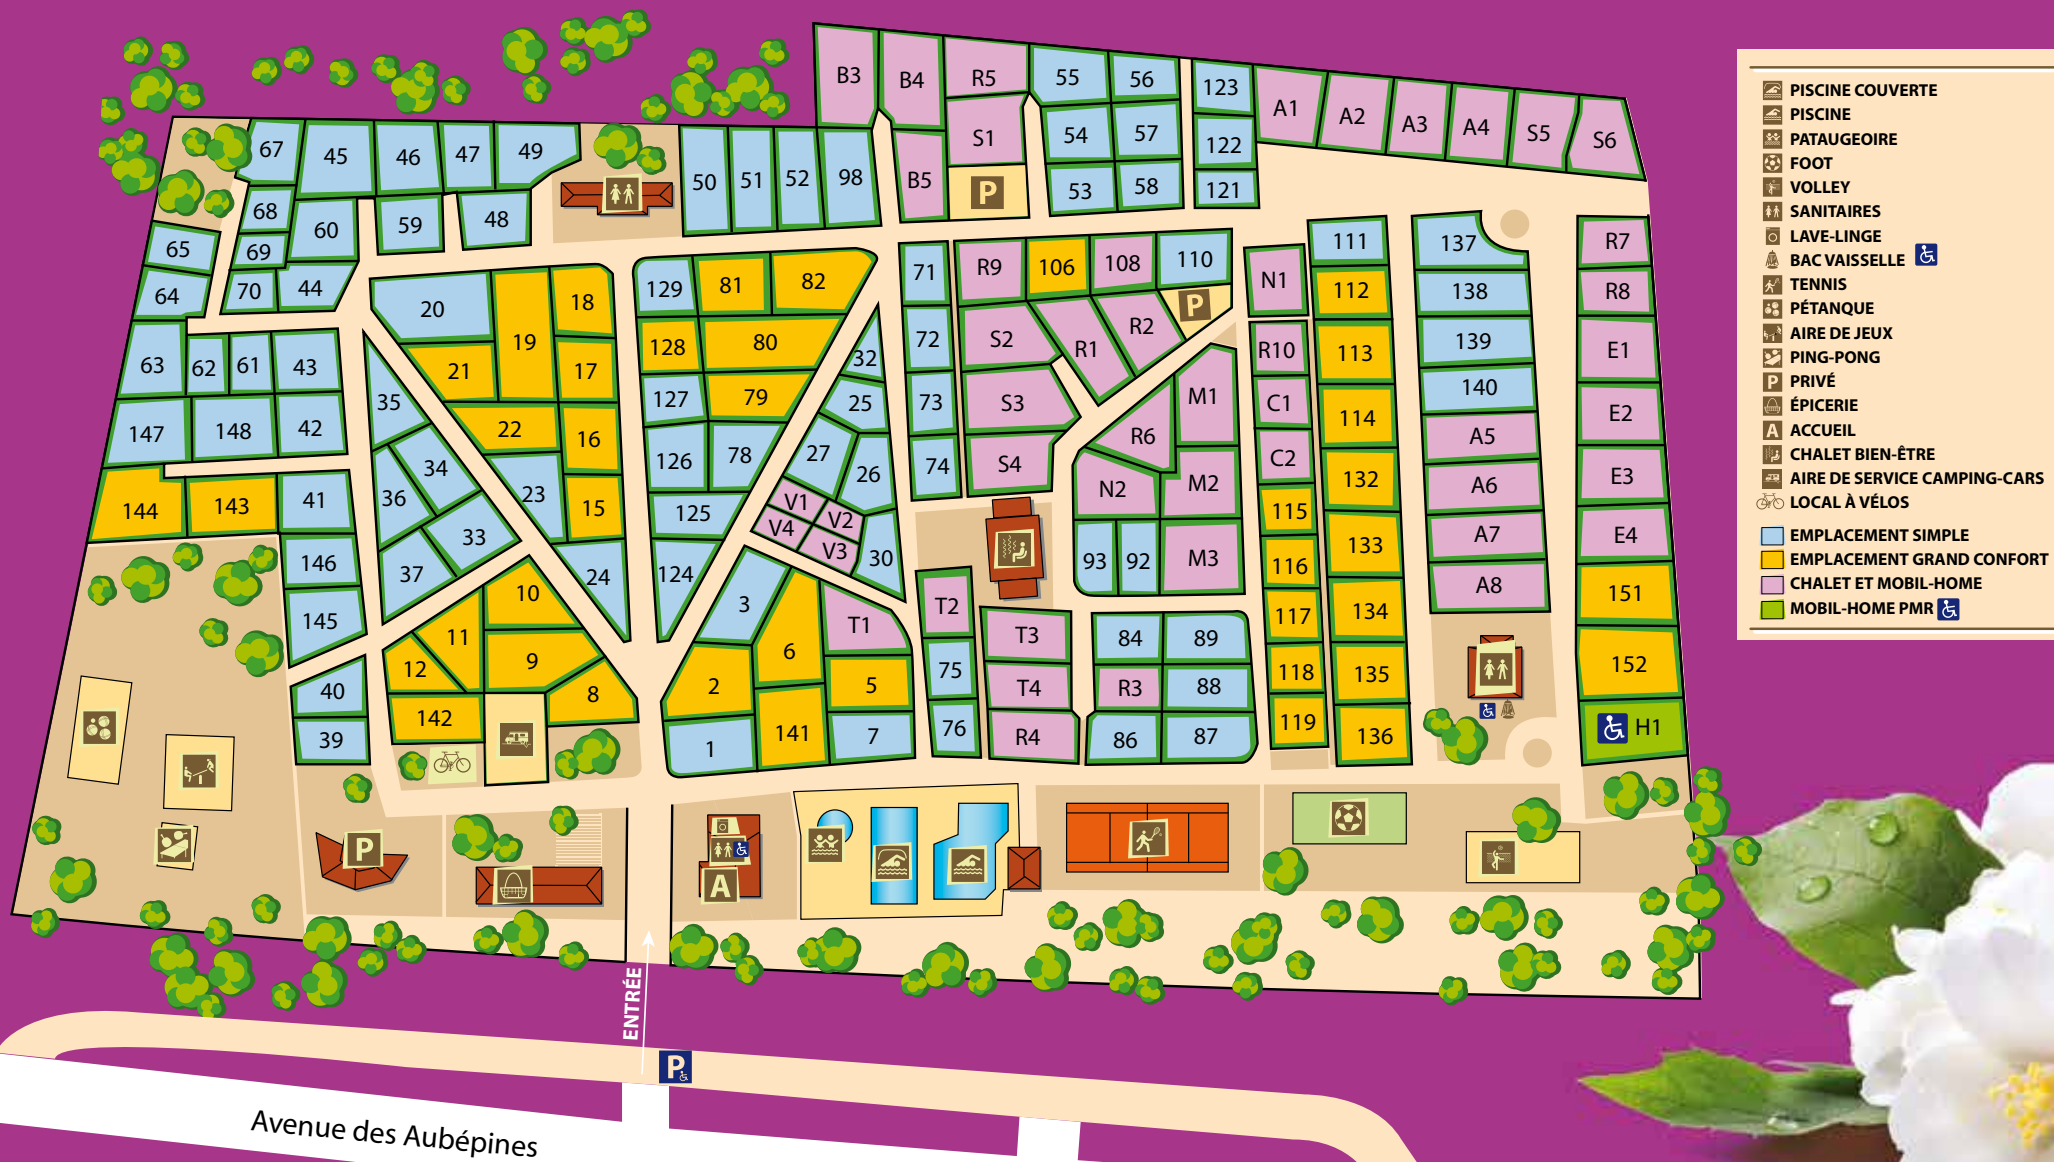 B3
B4
R5
55
56
123
A1
A2
A3
A4
S5
S6
67
45
46
47
49
50
51
52
98
B5
S1
P
54
57
122
53
58
121
68
60
59
48
65
69
64
70
44
20
19
18
129
81
82
71
R9
106
108
110
N1
111
137
R7
P
112
138
R8
63
62
61
43
21
17
128
80
32
72
S2
R1
R2
R10
113
139
E1
35
127
79
25
73
S3
M1
C1
114
140
E2
147
148
42
22
16
126
78
27
26
74
S4
R6
C2
A5
34
36
23
15
N2
M2
132
A6
E3
144
143
41
33
125
V1
V2
V4
V3
30
115
133
A7
E4
146
37
24
124
93
92
M3
116
A8
151
145
10
11
9
12
8
142
3
6
T1
T2
T3
84
89
117
134
40
2
5
75
T4
R3
88
118
135
152
39
1
141
7
76
R4
86
87
119
136
H1
P
A
ENTRÉE
P
Avenue des Aubépines
PISCINE COUVERTE
PISCINE
PATAUGEOIRE
FOOT
VOLLEY
SANITAIRES
LAVE-LINGE
BAC VAISSELLE
TENNIS
PÉTANQUE
AIRE DE JEUX
PING-PONG
P PRIVÉ
ÉPICERIE
A ACCUEIL
CHALET BIEN-ÊTRE
AIRE DE SERVICE CAMPING-CARS
LOCAL À VÉLOS
EMPLACEMENT SIMPLE
EMPLACEMENT GRAND CONFORT
CHALET ET MOBIL-HOME
MOBIL-HOME PMR